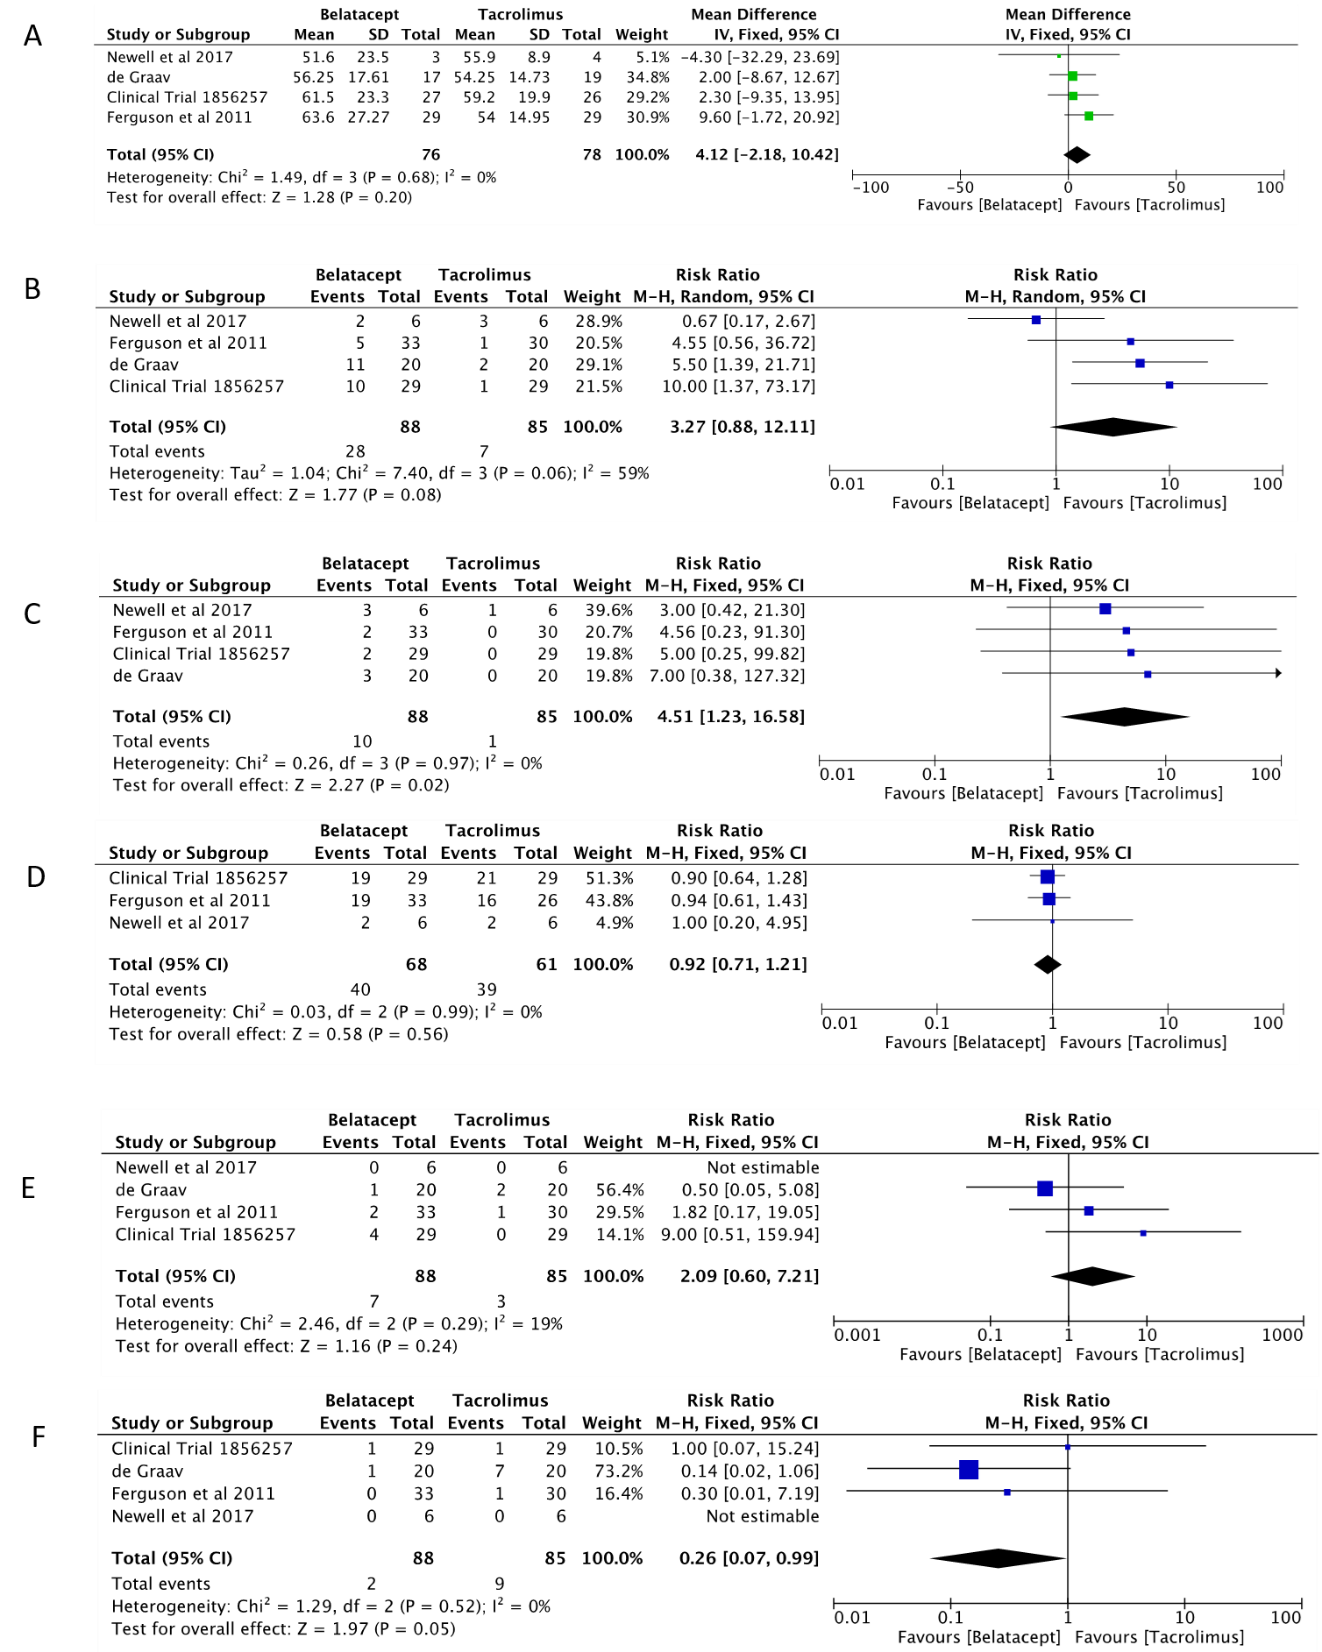 A
Belatacept Tacrolimus Mean Difference Mean Difference
Study or Subgroup Mean SD Total Mean SD Total Weight IV, Fixed, 95% CI IV, Fixed, 95% CI
Newell et al 2017 51.6 23.5 3 55.9 8.9 4 5.1% −4.30 [−32.29, 23.69]
de Graav 56.25 17.61 17 54.25 14.73 19 34.8% 2.00 [−8.67, 12.67]
Clinical Trial 1856257 61.5 23.3 27 59.2 19.9 26 29.2% 2.30 [−9.35, 13.95]
Ferguson et al 2011 63.6 27.27 29 54 14.95 29 30.9% 9.60 [−1.72, 20.92]
Total (95% CI) 76 78 100.0% 4.12 [−2.18, 10.42]
Heterogeneity: Chi² = 1.49, df = 3 (P = 0.68); I² = 0%
Test for overall effect: Z = 1.28 (P = 0.20)
−100 −50 0 50 100
Favours [Belatacept] Favours [Tacrolimus]
B
Belatacept Tacrolimus Risk Ratio Risk Ratio
Study or Subgroup Events Total Events Total Weight M−H, Random, 95% CI M−H, Random, 95% CI
Newell et al 2017 2 6 3 6 28.9% 0.67 [0.17, 2.67]
Ferguson et al 2011 5 33 1 30 20.5% 4.55 [0.56, 36.72]
de Graav 11 20 2 20 29.1% 5.50 [1.39, 21.71]
Clinical Trial 1856257 10 29 1 29 21.5% 10.00 [1.37, 73.17]
Total (95% CI) 88 85 100.0% 3.27 [0.88, 12.11]
Total events 28 7
Heterogeneity: Tau² = 1.04; Chi² = 7.40, df = 3 (P = 0.06); I² = 59%
Test for overall effect: Z = 1.77 (P = 0.08)
0.01 0.1 1 10 100
Favours [Belatacept] Favours [Tacrolimus]
C
Belatacept Tacrolimus Risk Ratio Risk Ratio
Study or Subgroup Events Total Events Total Weight M−H, Fixed, 95% CI M−H, Fixed, 95% CI
Newell et al 2017 3 6 1 6 39.6% 3.00 [0.42, 21.30]
Ferguson et al 2011 2 33 0 30 20.7% 4.56 [0.23, 91.30]
Clinical Trial 1856257 2 29 0 29 19.8% 5.00 [0.25, 99.82]
de Graav 3 20 0 20 19.8% 7.00 [0.38, 127.32]
Total (95% CI) 88 85 100.0% 4.51 [1.23, 16.58]
Total events 10 1
Heterogeneity: Chi² = 0.26, df = 3 (P = 0.97); I² = 0%
Test for overall effect: Z = 2.27 (P = 0.02)
0.01 0.1 1 10 100
Favours [Belatacept] Favours [Tacrolimus]
D
Belatacept Tacrolimus Risk Ratio Risk Ratio
Study or Subgroup Events Total Events Total Weight M−H, Fixed, 95% CI M−H, Fixed, 95% CI
Clinical Trial 1856257 19 29 21 29 51.3% 0.90 [0.64, 1.28]
Ferguson et al 2011 19 33 16 26 43.8% 0.94 [0.61, 1.43]
Newell et al 2017 2 6 2 6 4.9% 1.00 [0.20, 4.95]
Total (95% CI) 68 61 100.0% 0.92 [0.71, 1.21]
Total events 40 39
Heterogeneity: Chi² = 0.03, df = 2 (P = 0.99); I² = 0%
Test for overall effect: Z = 0.58 (P = 0.56)
0.01 0.1 1 10 100
Favours [Belatacept] Favours [Tacrolimus]
E
Belatacept Tacrolimus Risk Ratio Risk Ratio
Study or Subgroup Events Total Events Total Weight M−H, Fixed, 95% CI M−H, Fixed, 95% CI
Newell et al 2017 0 6 0 6 Not estimable
de Graav 1 20 2 20 56.4% 0.50 [0.05, 5.08]
Ferguson et al 2011 2 33 1 30 29.5% 1.82 [0.17, 19.05]
Clinical Trial 1856257 4 29 0 29 14.1% 9.00 [0.51, 159.94]
Total (95% CI) 88 85 100.0% 2.09 [0.60, 7.21]
Total events 7 3
Heterogeneity: Chi² = 2.46, df = 2 (P = 0.29); I² = 19%
Test for overall effect: Z = 1.16 (P = 0.24)
0.001 0.1 1 10 1000
Favours [Belatacept] Favours [Tacrolimus]
F
Belatacept Tacrolimus Risk Ratio Risk Ratio
Study or Subgroup Events Total Events Total Weight M−H, Fixed, 95% CI M−H, Fixed, 95% CI
Clinical Trial 1856257 1 29 1 29 10.5% 1.00 [0.07, 15.24]
de Graav 1 20 7 20 73.2% 0.14 [0.02, 1.06]
Ferguson et al 2011 0 33 1 30 16.4% 0.30 [0.01, 7.19]
Newell et al 2017 0 6 0 6 Not estimable
Total (95% CI) 88 85 100.0% 0.26 [0.07, 0.99]
Total events 2 9
Heterogeneity: Chi² = 1.29, df = 2 (P = 0.52); I² = 0%
Test for overall effect: Z = 1.97 (P = 0.05)
0.01 0.1 1 10 100
Favours [Belatacept] Favours [Tacrolimus]